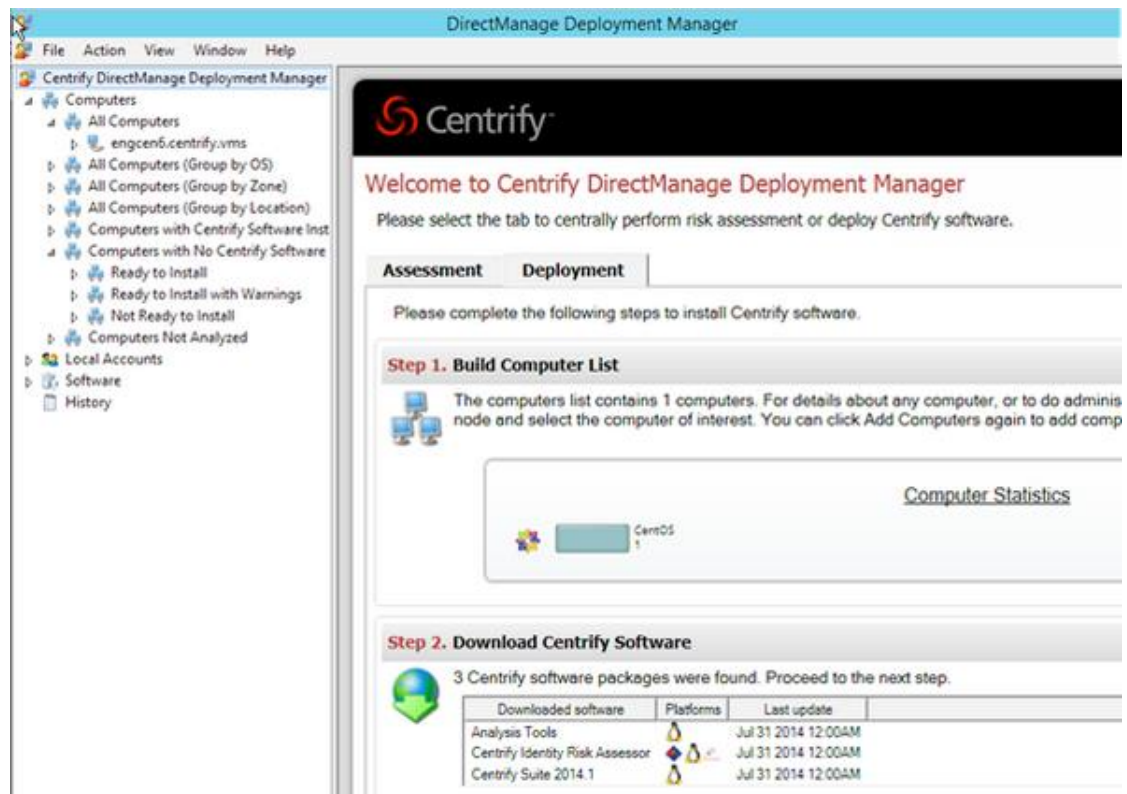 DirectManage Deployment Manager
File Action View Window Help
Centrify DirectManage Deployment Manager
Computers
All Computers
engcen6.centrify.vms
All Computers (Group by OS)
All Computers (Group by Zone)
All Computers (Group by Location)
Computers with Centrify Software Inst
Computers with No Centrify Software
Ready to Install
Ready to Install with Warnings
Not Ready to Install
Computers Not Analyzed
Local Accounts
Software
History
Centrify
Welcome to Centrify DirectManage Deployment Manager
Please select the tab to centrally perform risk assessment or deploy Centrify software.
Assessment Deployment
Please complete the following steps to install Centrify software.
Step 1. Build Computer List
The computers list contains 1 computers. For details about any computer, or to do adminis
node and select the computer of interest. You can click Add Computers again to add comp
Computer Statistics
CentOS
1
Step 2. Download Centrify Software
3 Centrify software packages were found. Proceed to the next step.
Downloaded software Platforms Last update
Analysis Tools Jul 31 2014 12:00AM
Centrify Identity Risk Assessor Jul 31 2014 12:00AM
Centrify Suite 2014.1 Jul 31 2014 12:00AM